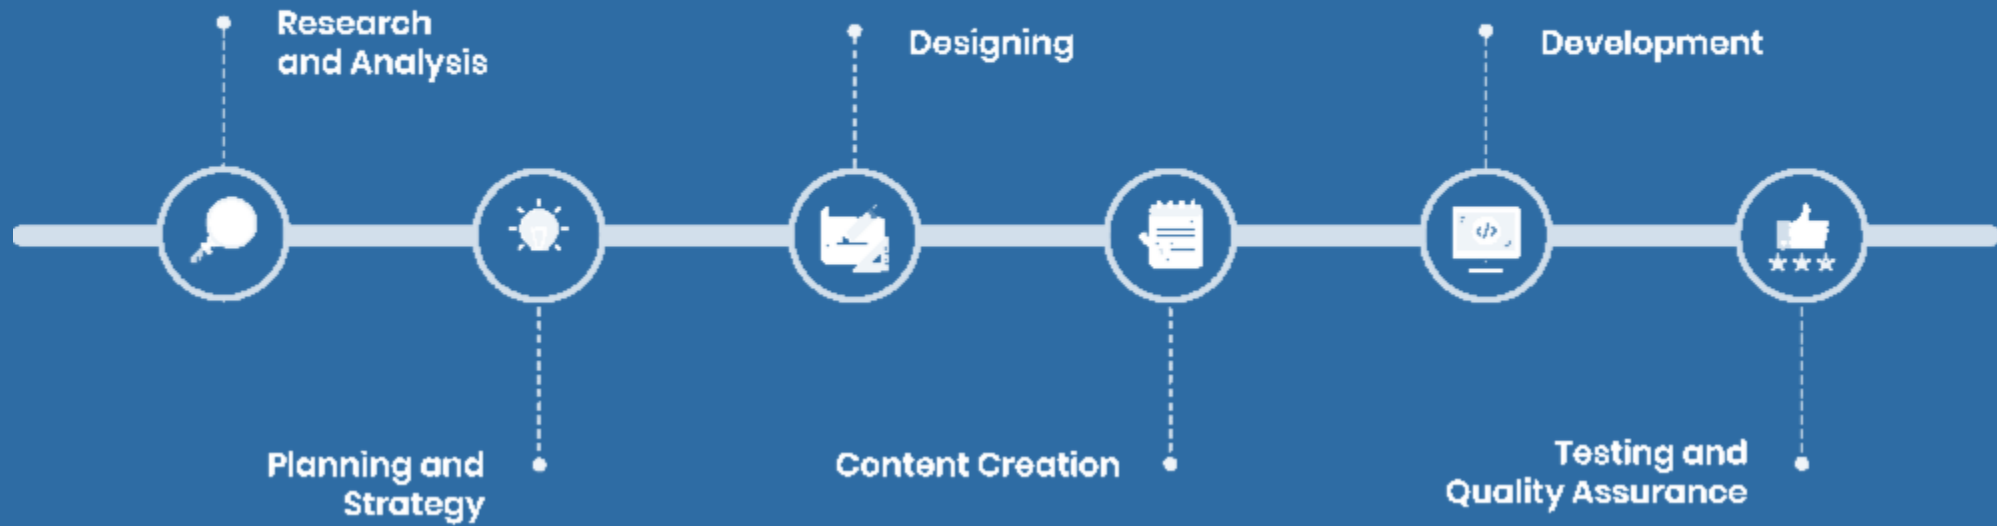 Research
and Analysis
Designing
Development
</>
Planning and
Strategy
Content Creation
Testing and
Quality Assurance